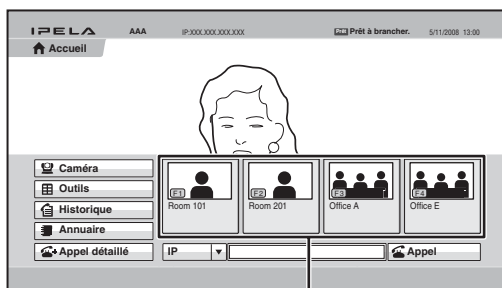 IPELA AAA IP:XXX.XXX.XXX.XXX Prêt à brancher. 5/11/2008 13:00
Accueil
Caméra
Outils
Historique
Annuaire
Appel détaillé
F1 F2 F3 F4
Room 101 Room 201 Office A Office E
IP Appel